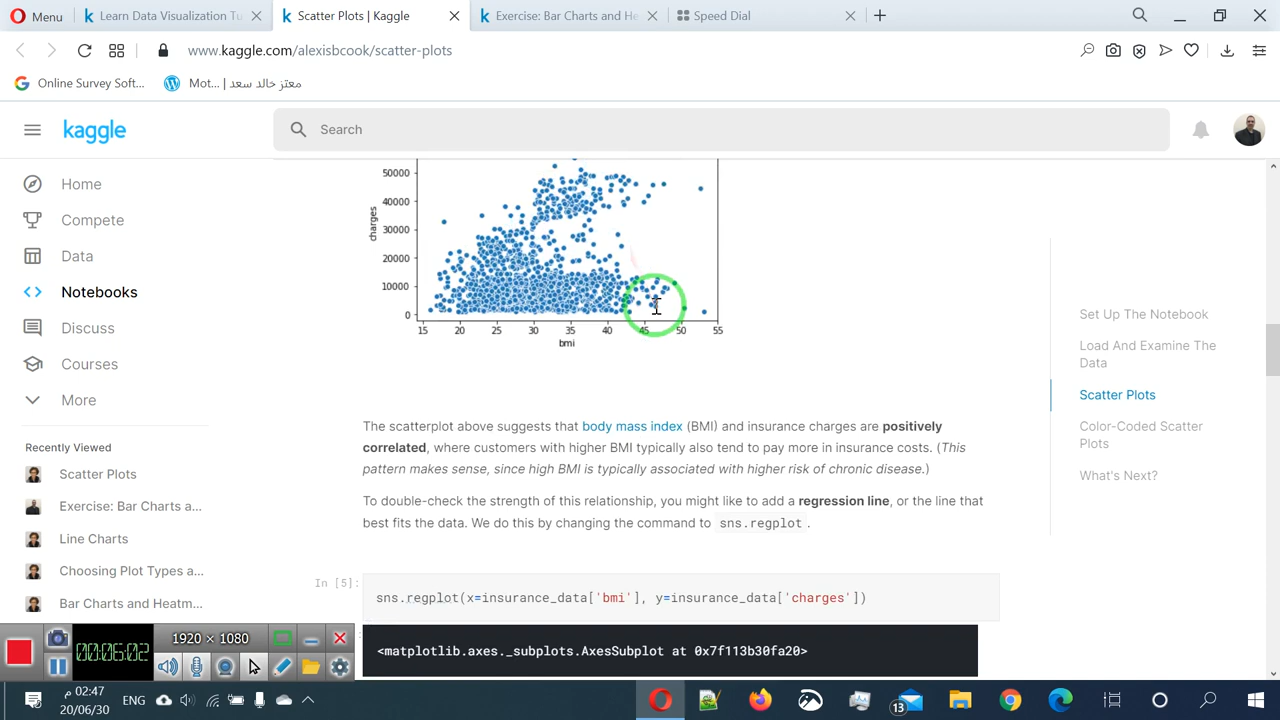 Menu
Learn Data Visualization Tu
Scatter Plots | Kaggle
Exercise: Bar Charts and He
Speed Dial
www.kaggle.com/alexisbcook/scatter-plots
Online Survey Soft...
Mot... | معتز خالد سعد
kaggle
Search
Home
Compete
Data
Notebooks
Discuss
Courses
More
Recently Viewed
Scatter Plots
Exercise: Bar Charts a...
Line Charts
Choosing Plot Types a...
Bar Charts and Heatm...
50000
40000
30000
20000
10000
0
charges
15 20 25 30 35 40 45 50 55
bmi
The scatterplot above suggests that body mass index (BMI) and insurance charges are positively
correlated, where customers with higher BMI typically also tend to pay more in insurance costs. (This
pattern makes sense, since high BMI is typically associated with higher risk of chronic disease.)
To double-check the strength of this relationship, you might like to add a regression line, or the line that
best fits the data. We do this by changing the command to sns.regplot.
In [5]:
sns.regplot(x=insurance_data['bmi'], y=insurance_data['charges'])
<matplotlib.axes._subplots.AxesSubplot at 0x7f113b30fa20>
Set Up The Notebook
Load And Examine The
Data
Scatter Plots
Color-Coded Scatter
Plots
What's Next?
00:06:02
1920 × 1080
02:47 م
20/06/30
ENG
13